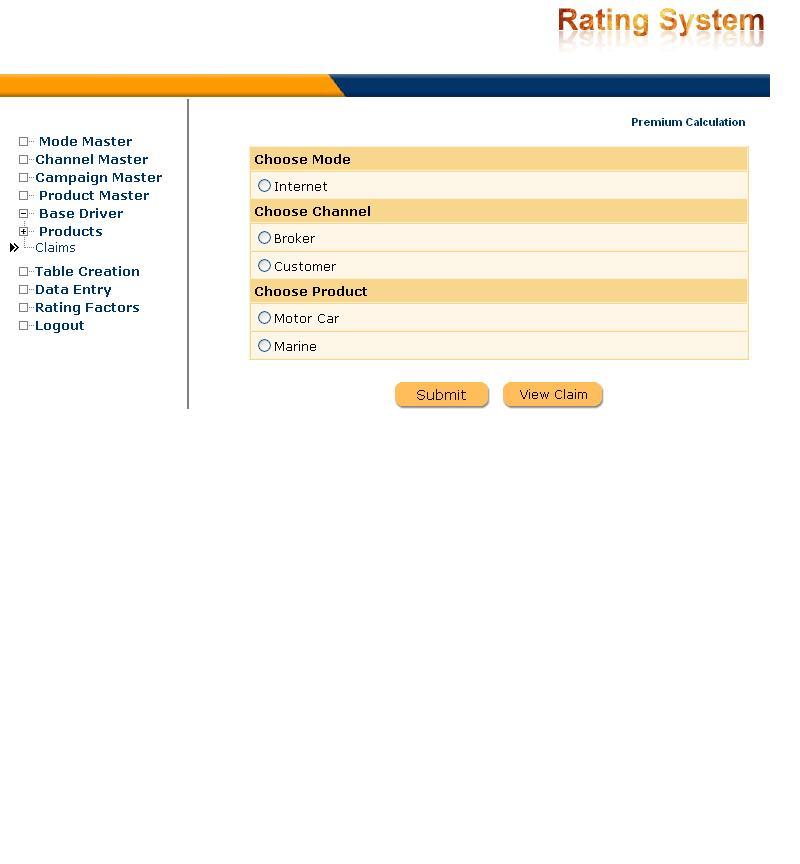 Rating System
Premium Calculation
Mode Master
Channel Master
Campaign Master
Product Master
Base Driver
Products
Claims
Table Creation
Data Entry
Rating Factors
Logout
Choose Mode
Internet
Choose Channel
Broker
Customer
Choose Product
Motor Car
Marine
Submit
View Claim